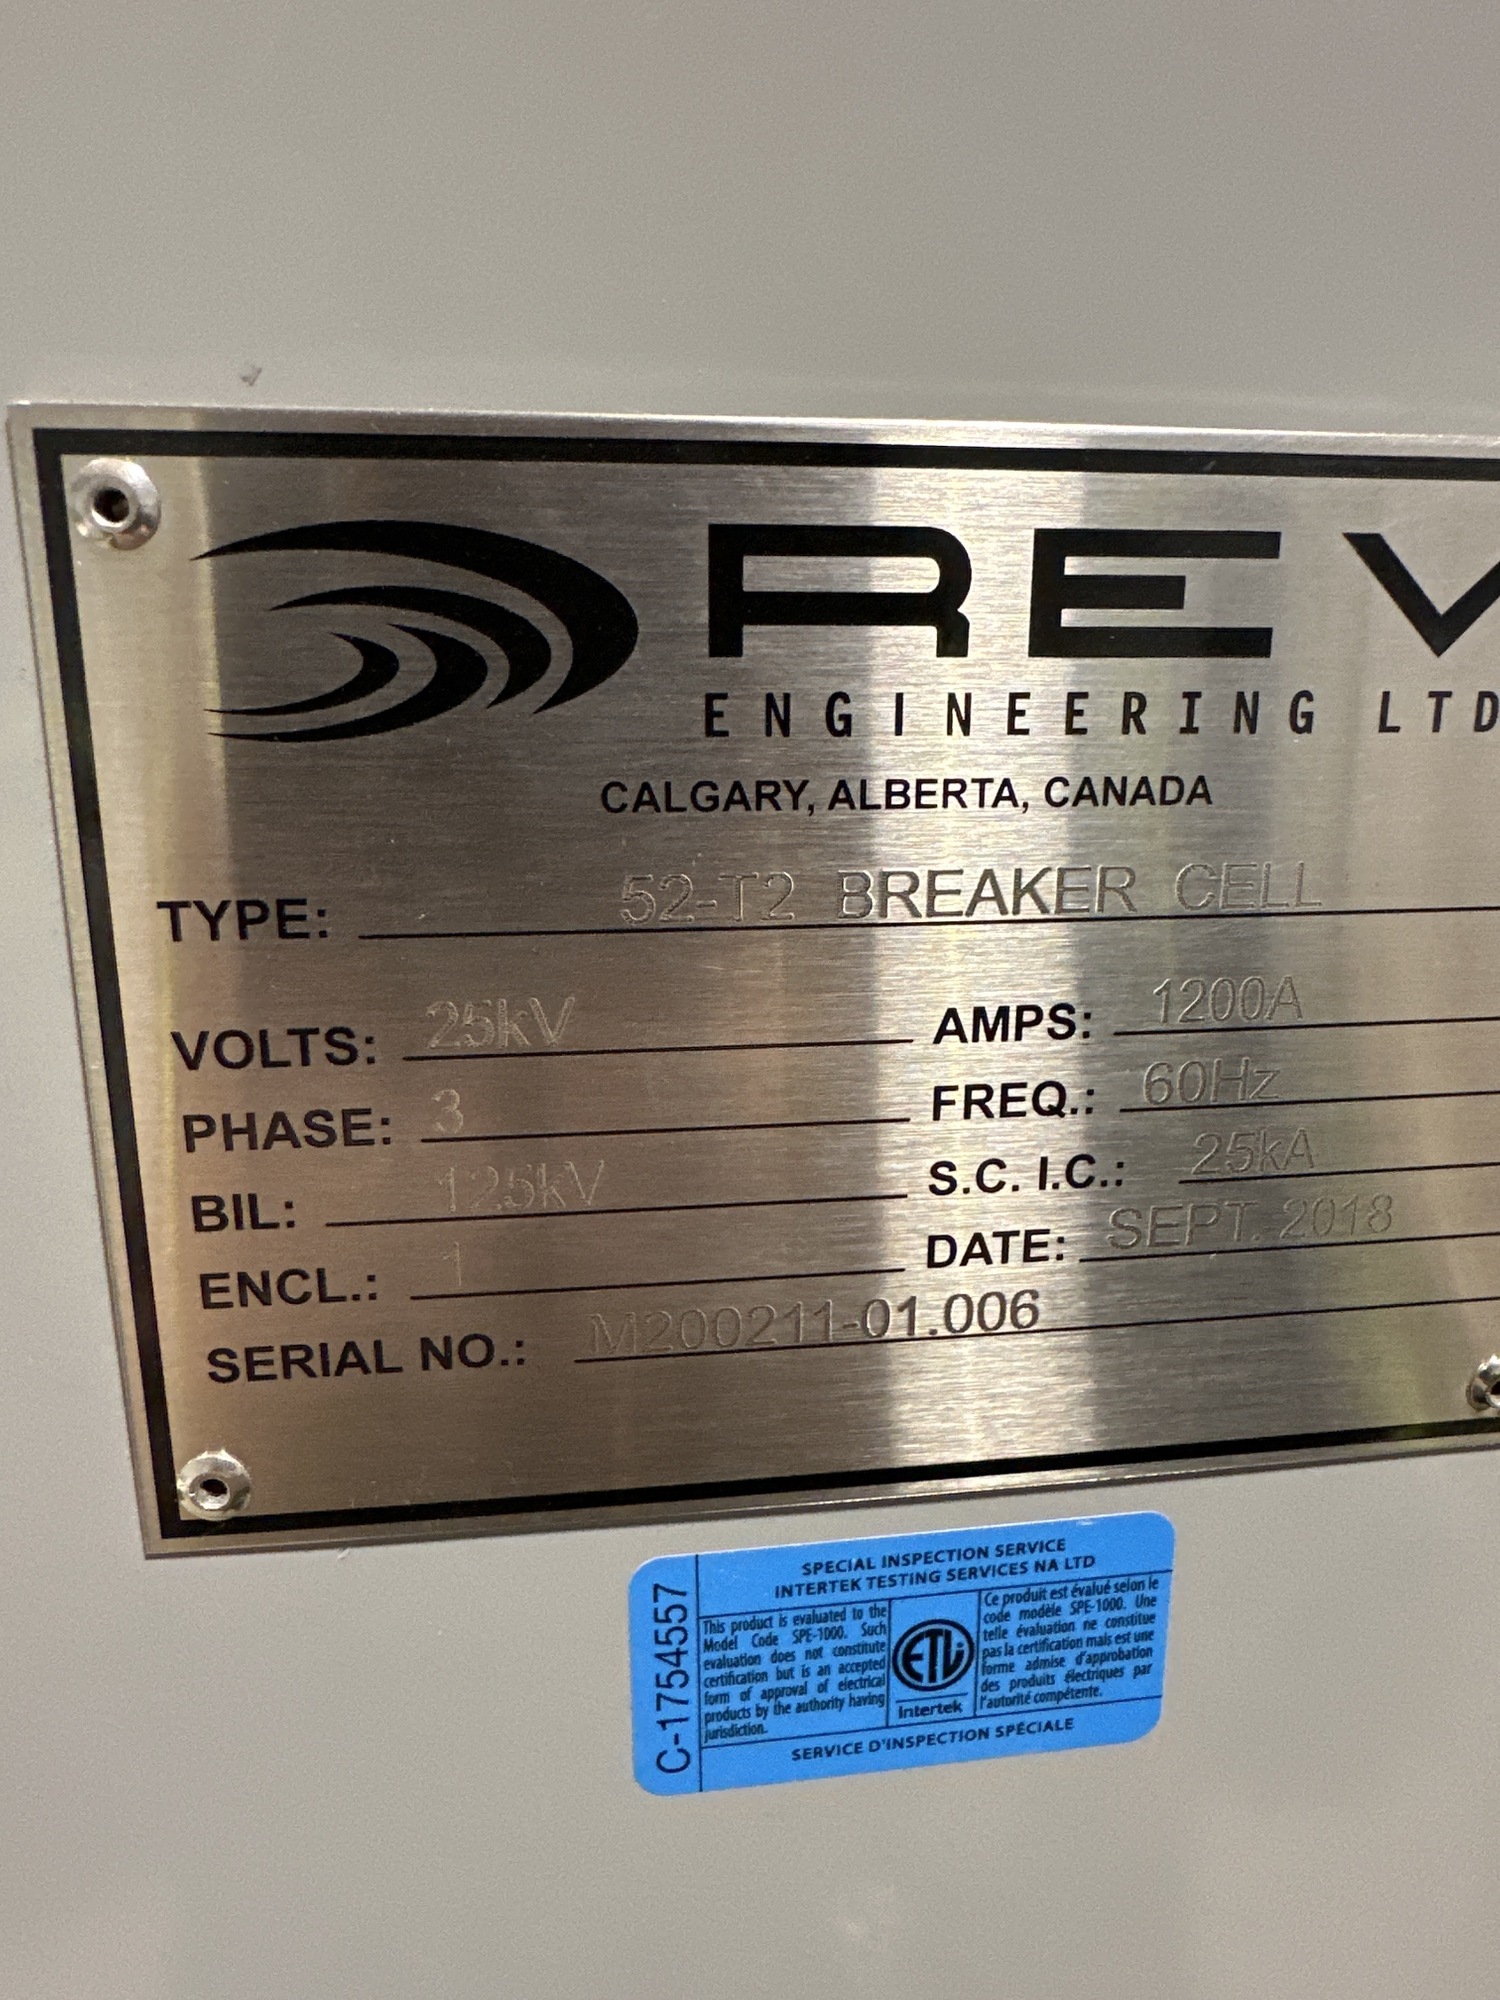 REV
ENGINEERING LTD
CALGARY, ALBERTA, CANADA
TYPE: 52-T2 BREAKER CELL
VOLTS: 25kV AMPS: 1200A
PHASE: 3 FREQ.: 60Hz
BIL: 125kV S.C. I.C.: 25kA
ENCL.: 1 DATE: SEPT. 2018
SERIAL NO.: M200211-01.006
C-1754557
SPECIAL INSPECTION SERVICE
INTERTEK TESTING SERVICES NA LTD
This product is evaluated to the
Model Code SPE-1000. Such
evaluation does not constitute
certification but is an accepted
form of approval of electrical
products by the authority having
jurisdiction.
ETL
Intertek
Ce produit est évalué selon le
code modèle SPE-1000. Une
telle évaluation ne constitue
pas la certification mais est une
forme admise d'approbation
des produits électriques par
l'autorité compétente.
SERVICE D'INSPECTION SPÉCIALE